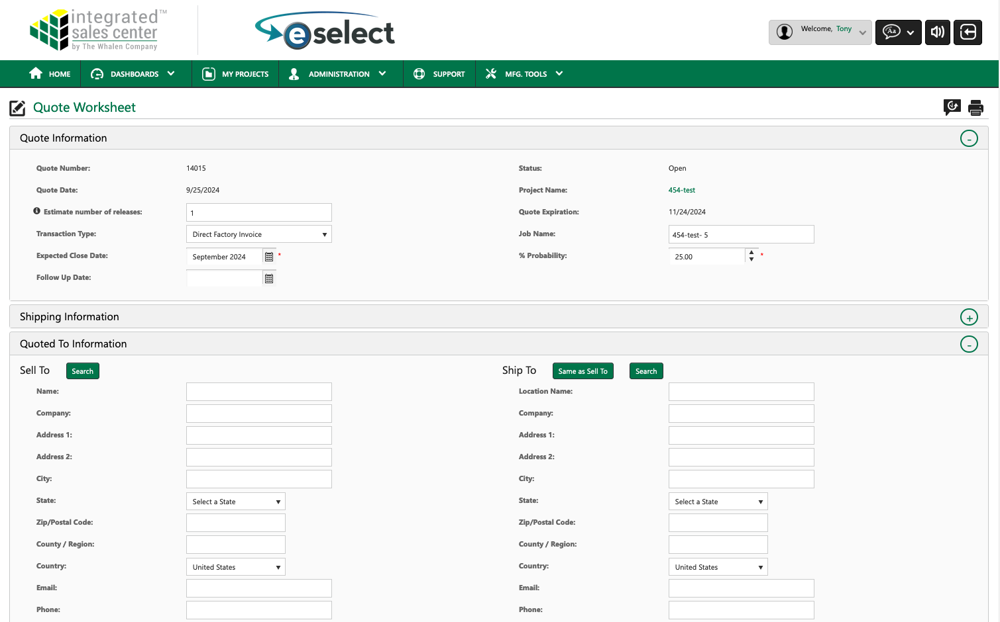 integrated™
sales center
by The Whalen Company
eselect
Welcome, Tony
Aa
HOME
DASHBOARDS
MY PROJECTS
ADMINISTRATION
SUPPORT
MFG. TOOLS
Quote Worksheet
Quote Information
-
Quote Number: 14015
Status: Open
Quote Date: 9/25/2024
Project Name: 454-test
Estimate number of releases: 1
Quote Expiration: 11/24/2024
Transaction Type: Direct Factory Invoice
Job Name: 454-test- 5
Expected Close Date: September 2024 *
% Probability: 25.00 *
Follow Up Date:
Shipping Information
+
Quoted To Information
-
Sell To Search
Ship To Same as Sell To Search
Name:
Location Name:
Company:
Company:
Address 1:
Address 1:
Address 2:
Address 2:
City:
City:
State: Select a State
State: Select a State
Zip/Postal Code:
Zip/Postal Code:
County / Region:
County / Region:
Country: United States
Country: United States
Email:
Email:
Phone:
Phone: